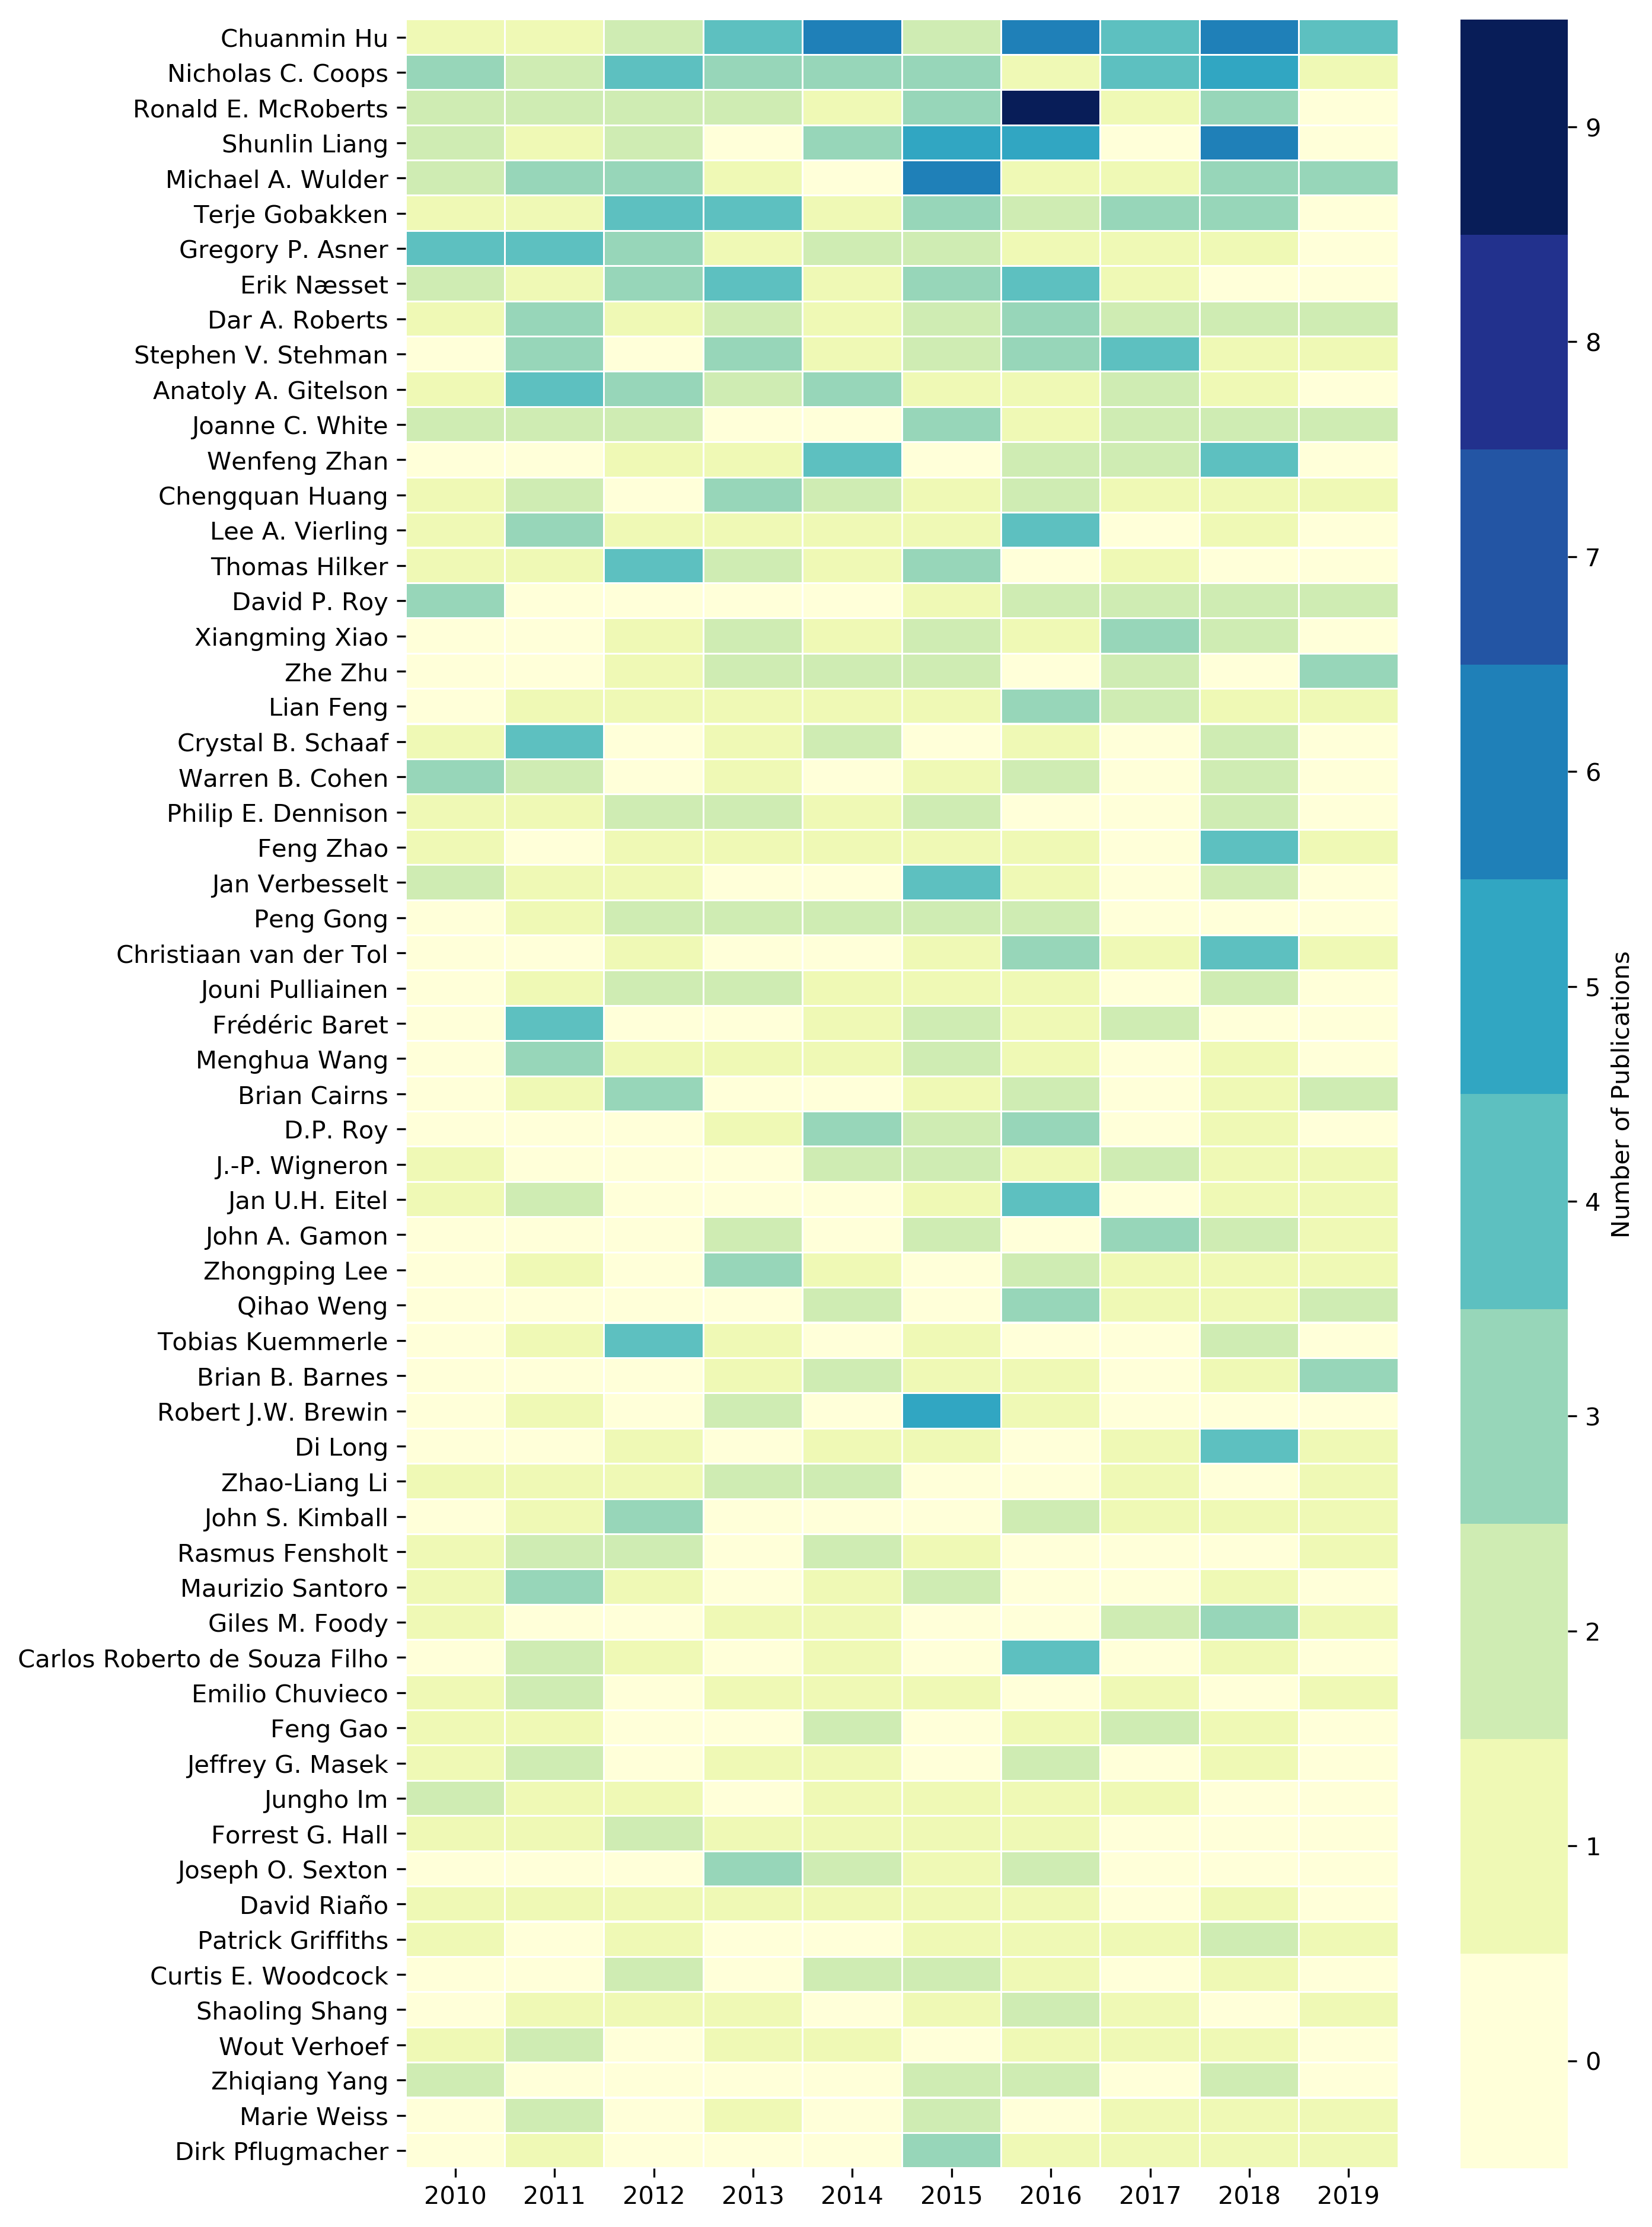 Chuanmin Hu
Nicholas C. Coops
Ronald E. McRoberts
Shunlin Liang
Michael A. Wulder
Terje Gobakken
Gregory P. Asner
Erik Næsset
Dar A. Roberts
Stephen V. Stehman
Anatoly A. Gitelson
Joanne C. White
Wenfeng Zhan
Chengquan Huang
Lee A. Vierling
Thomas Hilker
David P. Roy
Xiangming Xiao
Zhe Zhu
Lian Feng
Crystal B. Schaaf
Warren B. Cohen
Philip E. Dennison
Feng Zhao
Jan Verbesselt
Peng Gong
Christiaan van der Tol
Jouni Pulliainen
Frédéric Baret
Menghua Wang
Brian Cairns
D.P. Roy
J.-P. Wigneron
Jan U.H. Eitel
John A. Gamon
Zhongping Lee
Qihao Weng
Tobias Kuemmerle
Brian B. Barnes
Robert J.W. Brewin
Di Long
Zhao-Liang Li
John S. Kimball
Rasmus Fensholt
Maurizio Santoro
Giles M. Foody
Carlos Roberto de Souza Filho
Emilio Chuvieco
Feng Gao
Jeffrey G. Masek
Jungho Im
Forrest G. Hall
Joseph O. Sexton
David Riaño
Patrick Griffiths
Curtis E. Woodcock
Shaoling Shang
Wout Verhoef
Zhiqiang Yang
Marie Weiss
Dirk Pflugmacher
2010 2011 2012 2013 2014 2015 2016 2017 2018 2019
9
8
7
6
5
4
3
2
1
0
Number of Publications